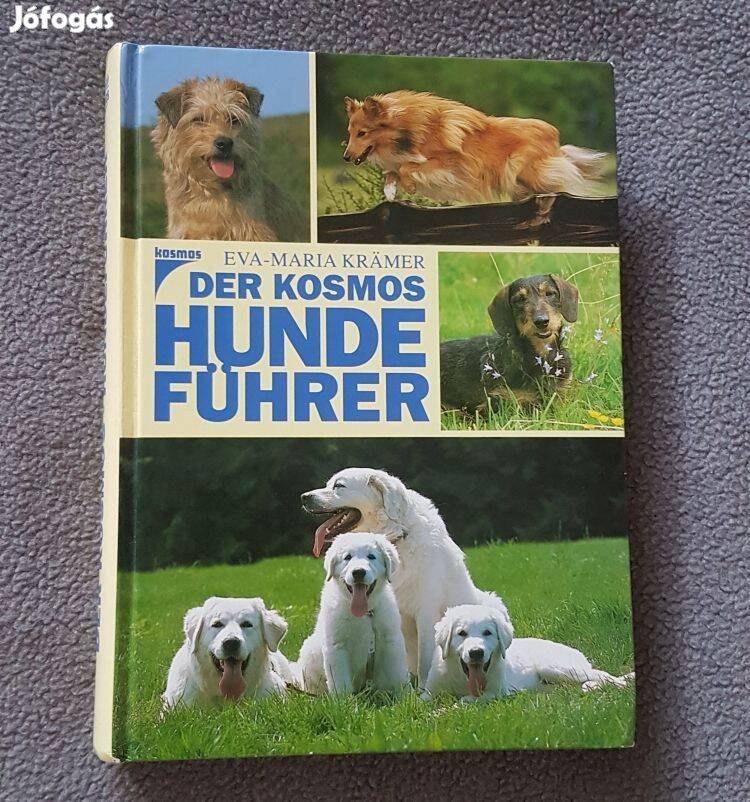 Jófogás
kosmos
EVA-MARIA KRÄMER
DER KOSMOS
HUNDE
FÜHRER